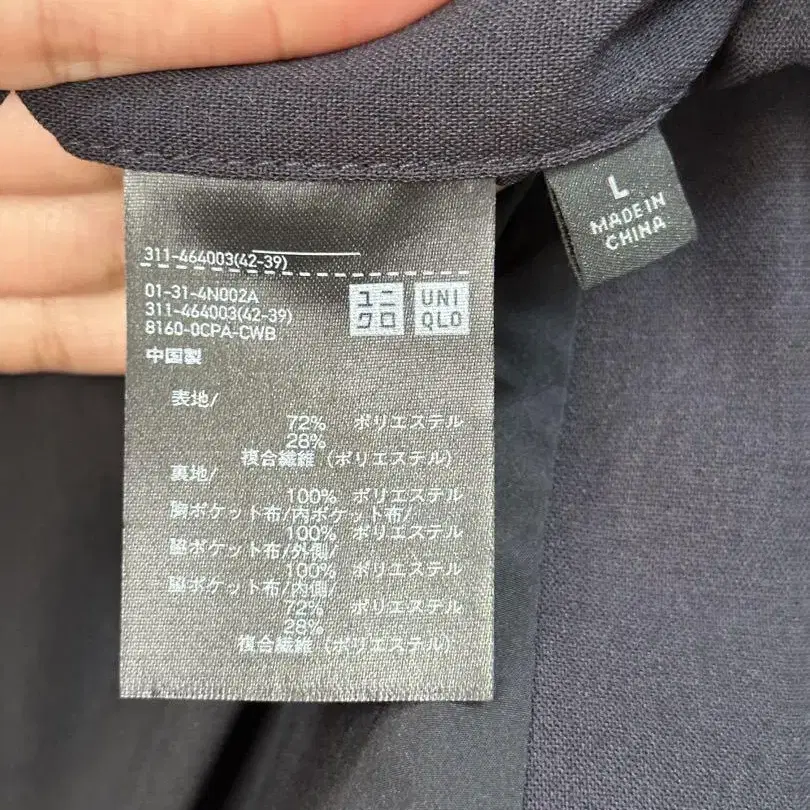 L
MADE IN
CHINA
311-464003(42-39)
01-31-4N002A
311-464003(42-39)
8160-0CPA-CWB
ユニ
クロ
UNI
QLO
中国製
表地/
72% ポリエステル
28%
複合繊維 (ポリエステル)
裏地/
100% ポリエステル
胸ポケット布/内ポケット布/
100% ポリエステル
脇ポケット布/外側/
100% ポリエステル
脇ポケット布/内側/
72% ポリエステル
28%
複合繊維 (ポリエステル)